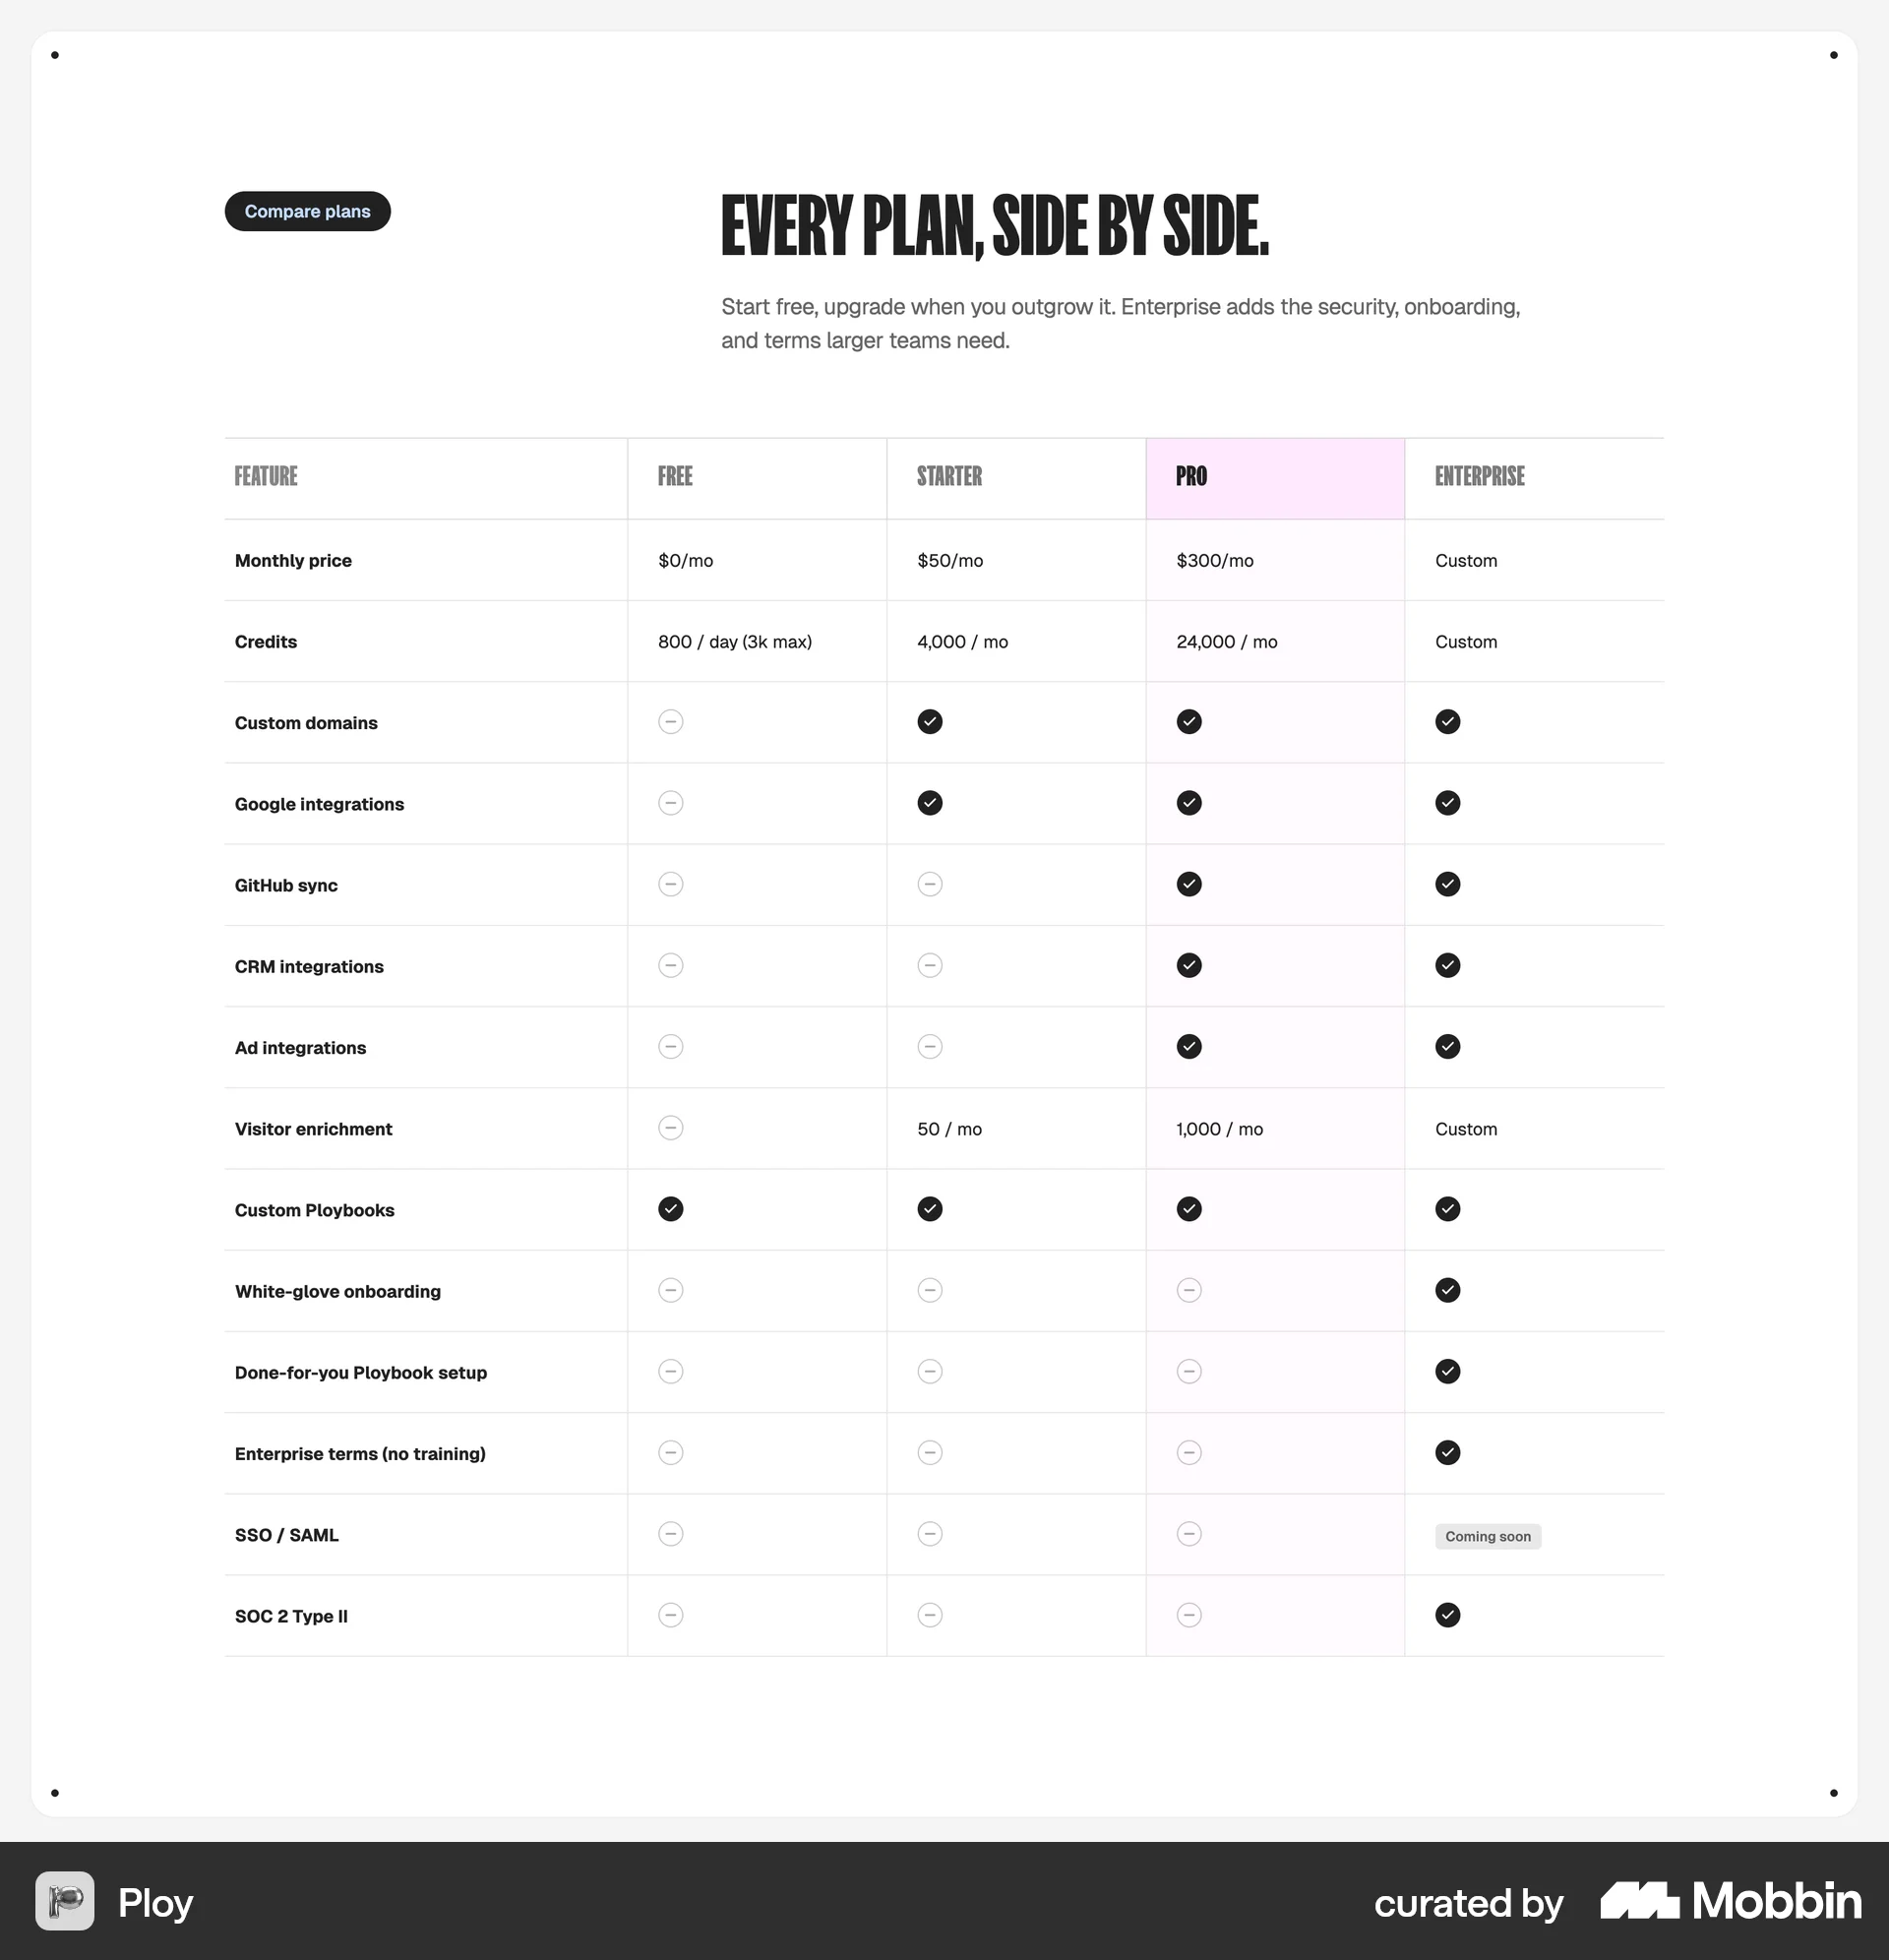 Compare plans
EVERY PLAN, SIDE BY SIDE.
Start free, upgrade when you outgrow it. Enterprise adds the security, onboarding,
and terms larger teams need.
FEATURE FREE STARTER PRO ENTERPRISE
Monthly price $0/mo $50/mo $300/mo Custom
Credits 800 / day (3k max) 4,000 / mo 24,000 / mo Custom
Custom domains
Google integrations
GitHub sync
CRM integrations
Ad integrations
Visitor enrichment 50 / mo 1,000 / mo Custom
Custom Ploybooks
White-glove onboarding
Done-for-you Ploybook setup
Enterprise terms (no training)
SSO / SAML Coming soon
SOC 2 Type II
Ploy curated by Mobbin